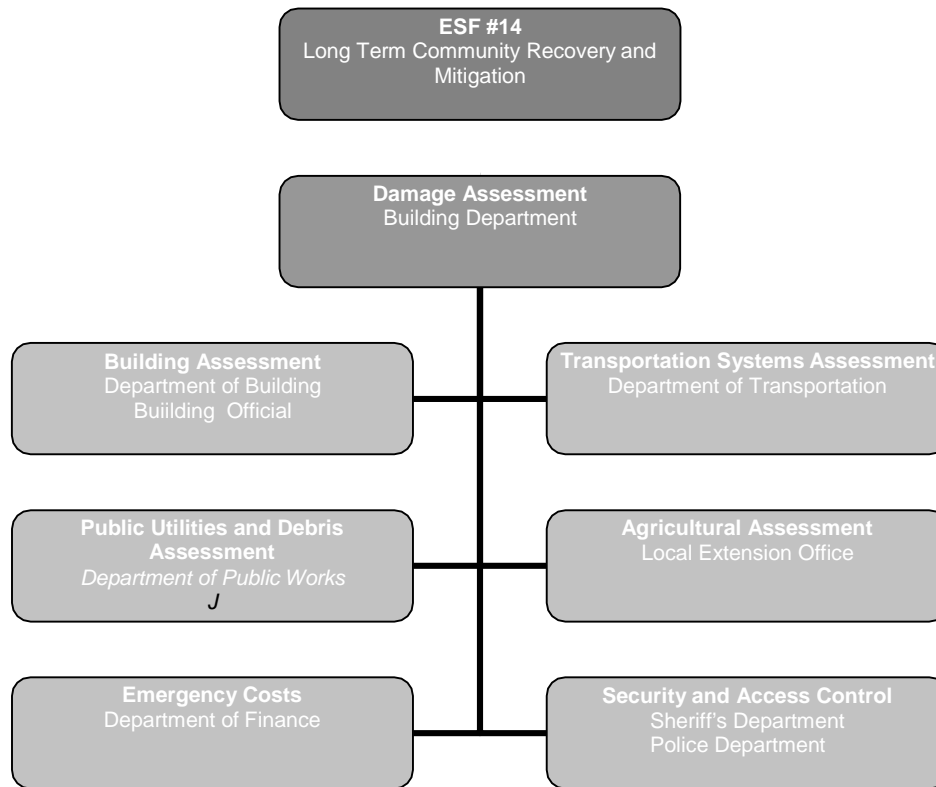 ESF #14
Long Term Community Recovery and
Mitigation
Damage Assessment
Building Department
Building Assessment
Department of Building
Buiilding Official
Transportation Systems Assessment
Department of Transportation
Public Utilities and Debris
Assessment
Department of Public Works
J
Agricultural Assessment
Local Extension Office
Emergency Costs
Department of Finance
Security and Access Control
Sheriff's Department
Police Department